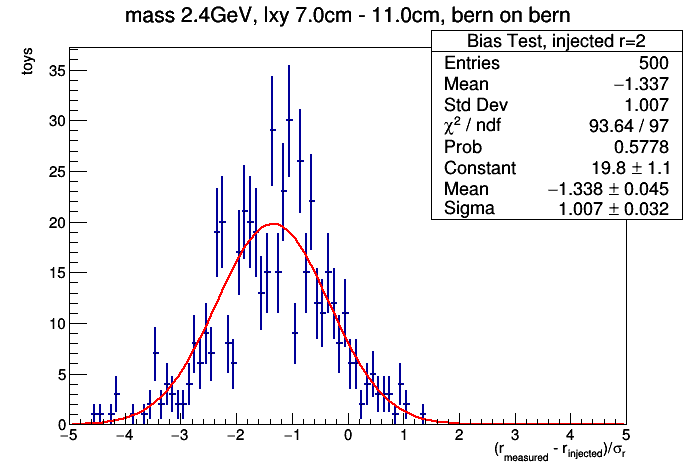 mass 2.4GeV, lxy 7.0cm - 11.0cm, bern on bern
Bias Test, injected r=2
Entries 500
Mean −1.337
Std Dev 1.007
χ² / ndf 93.64 / 97
Prob 0.5778
Constant 19.8 ± 1.1
Mean −1.338 ± 0.045
Sigma 1.007 ± 0.032
toys
35
30
25
20
15
10
5
0
−5 −4 −3 −2 −1 0 1 2 3 4 5
(r_measured - r_injected)/σ_r